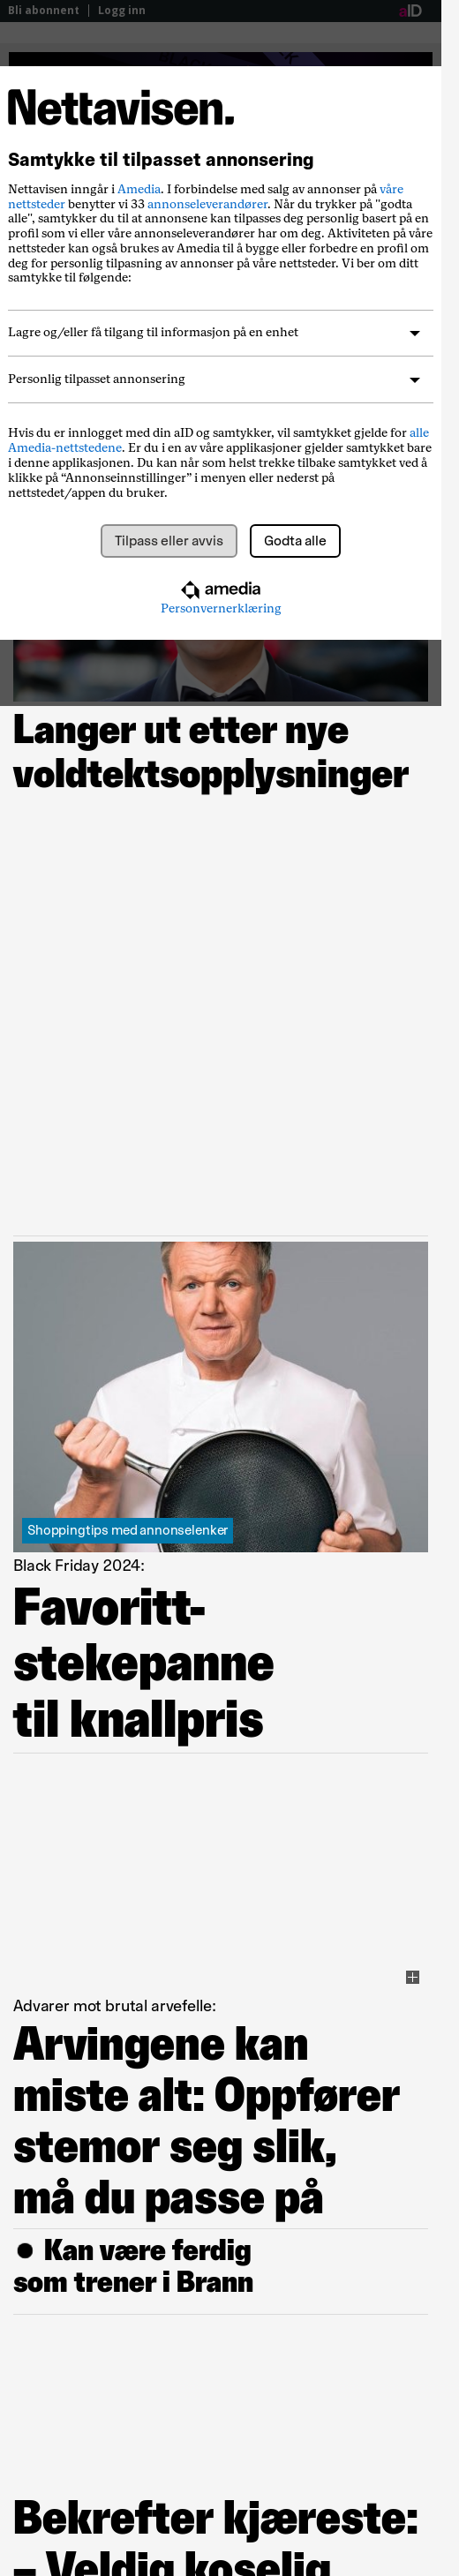 Bli abonnent | Logg inn
aID
Nettavisen.
Samtykke til tilpasset annonsering
Nettavisen inngår i Amedia. I forbindelse med salg av annonser på våre
nettsteder benytter vi 33 annonseleverandører. Når du trykker på "godta
alle", samtykker du til at annonsene kan tilpasses deg personlig basert på en
profil som vi eller våre annonseleverandører har om deg. Aktiviteten på våre
nettsteder kan også brukes av Amedia til å bygge eller forbedre en profil om
deg for personlig tilpasning av annonser på våre nettsteder. Vi ber om ditt
samtykke til følgende:
Lagre og/eller få tilgang til informasjon på en enhet
Personlig tilpasset annonsering
Hvis du er innlogget med din aID og samtykker, vil samtykket gjelde for alle
Amedia-nettstedene. Er du i en av våre applikasjoner gjelder samtykket bare
i denne applikasjonen. Du kan når som helst trekke tilbake samtykket ved å
klikke på “Annonseinnstillinger” i menyen eller nederst på
nettstedet/appen du bruker.
Tilpass eller avvis
Godta alle
amedia
Personvernerklæring
Langer ut etter nye
voldtektsopplysninger
Shoppingtips med annonselenker
Black Friday 2024:
Favoritt-
stekepanne
til knallpris
Advarer mot brutal arvefelle:
Arvingene kan
miste alt: Oppfører
stemor seg slik,
må du passe på
● Kan være ferdig
som trener i Brann
Bekrefter kjæreste:
– Veldig koselig